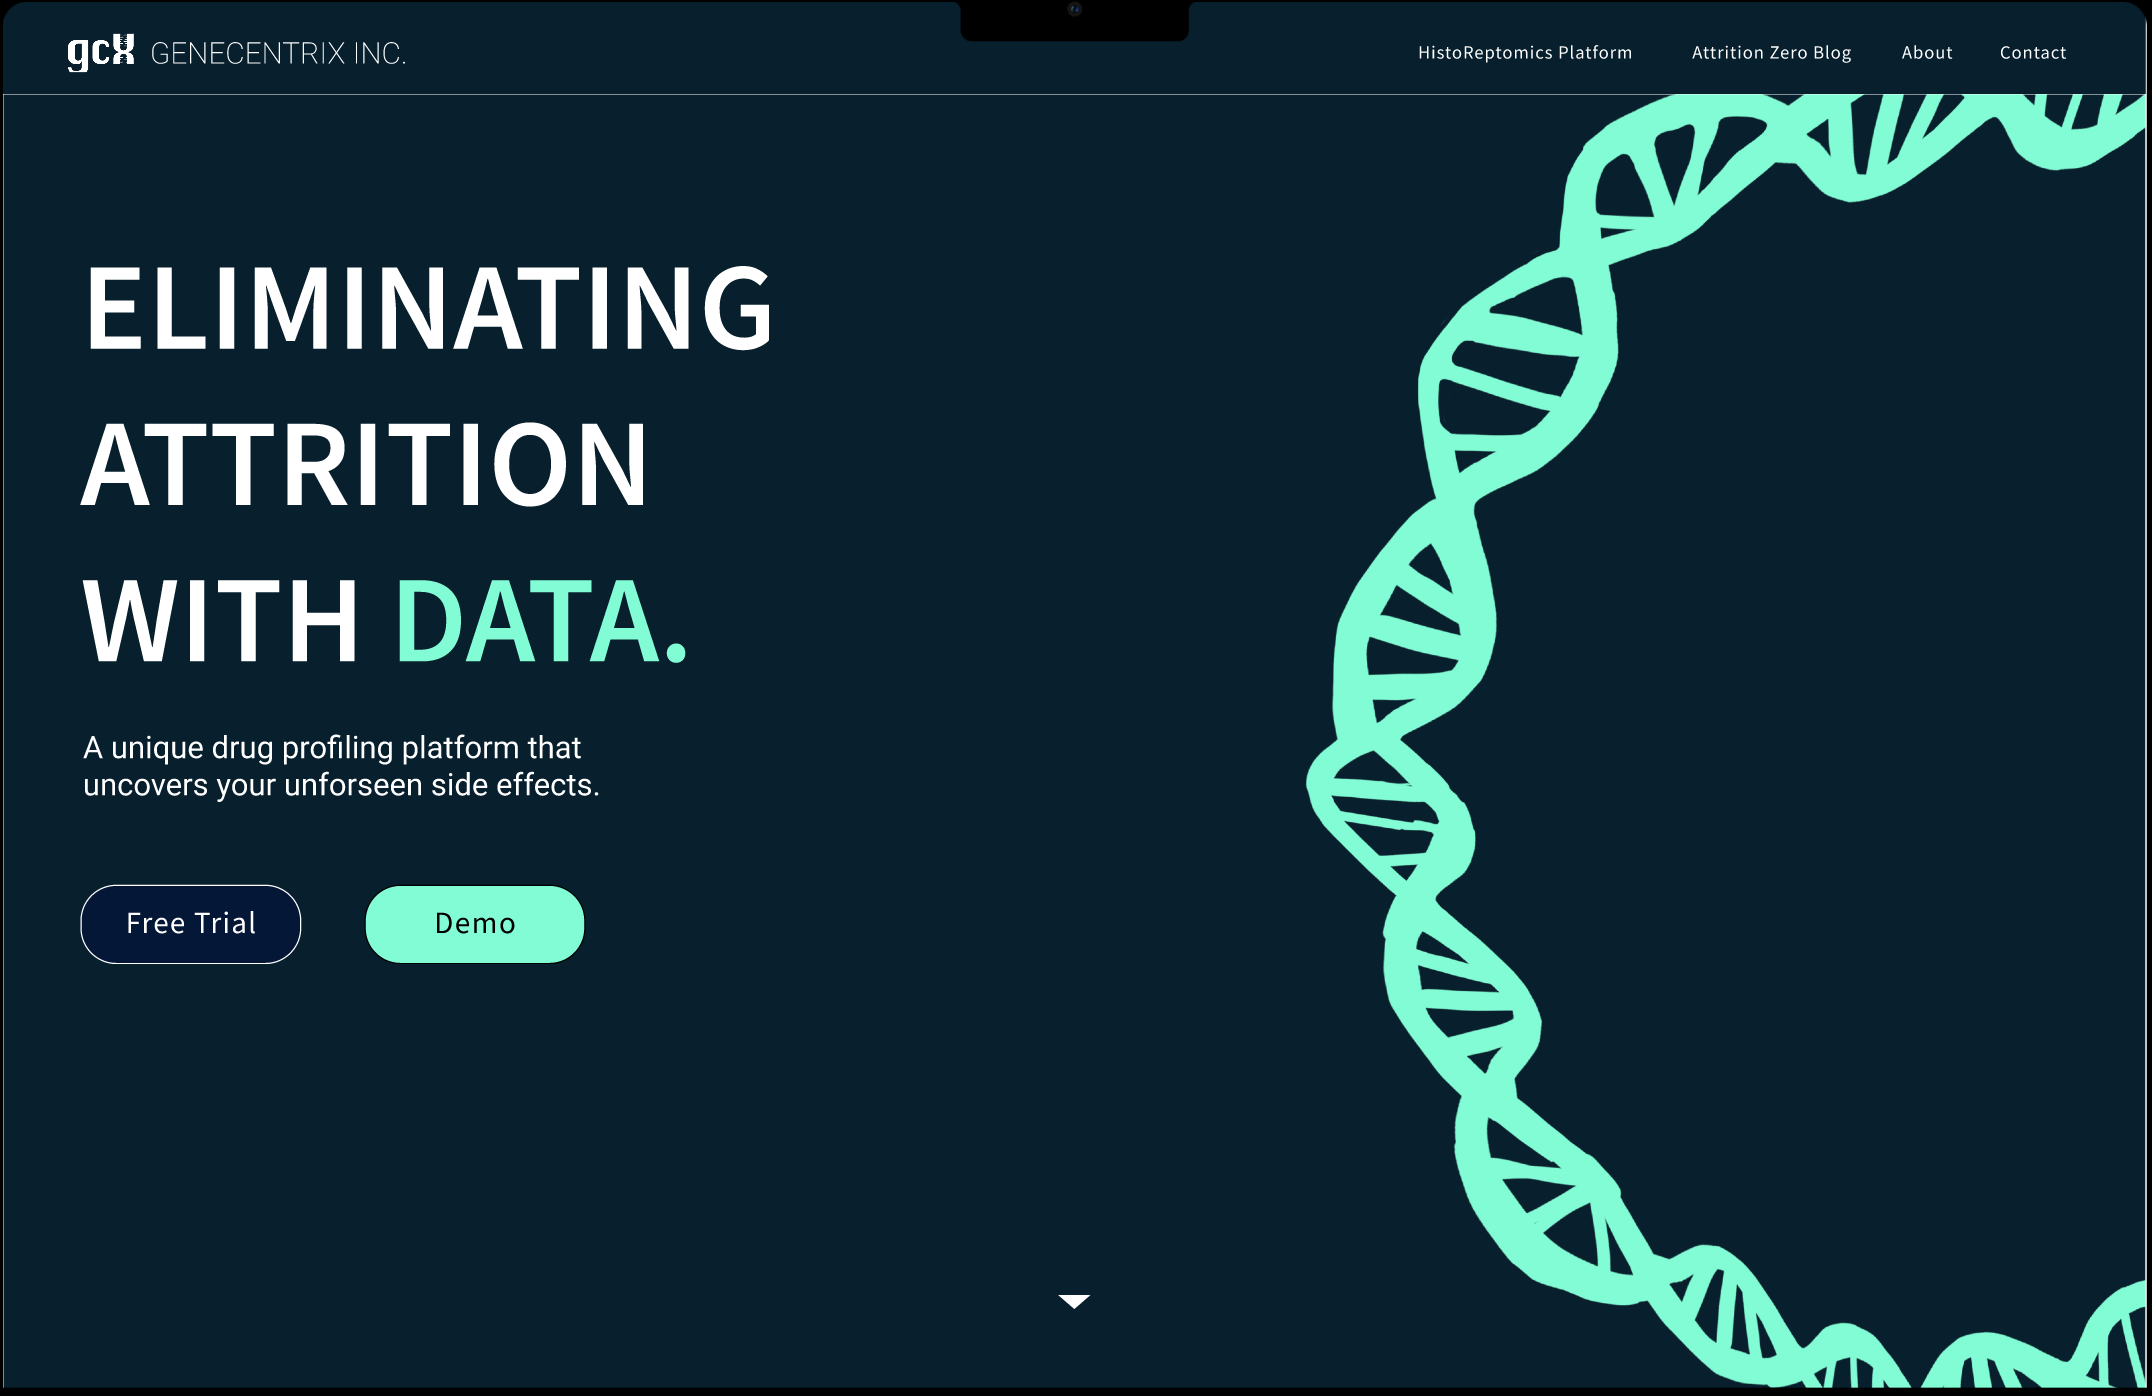 gcX GENECENTRIX INC.
HistoReptomics Platform Attrition Zero Blog About Contact
ELIMINATING
ATTRITION
WITH DATA.
A unique drug profiling platform that
uncovers your unforseen side effects.
Free Trial Demo